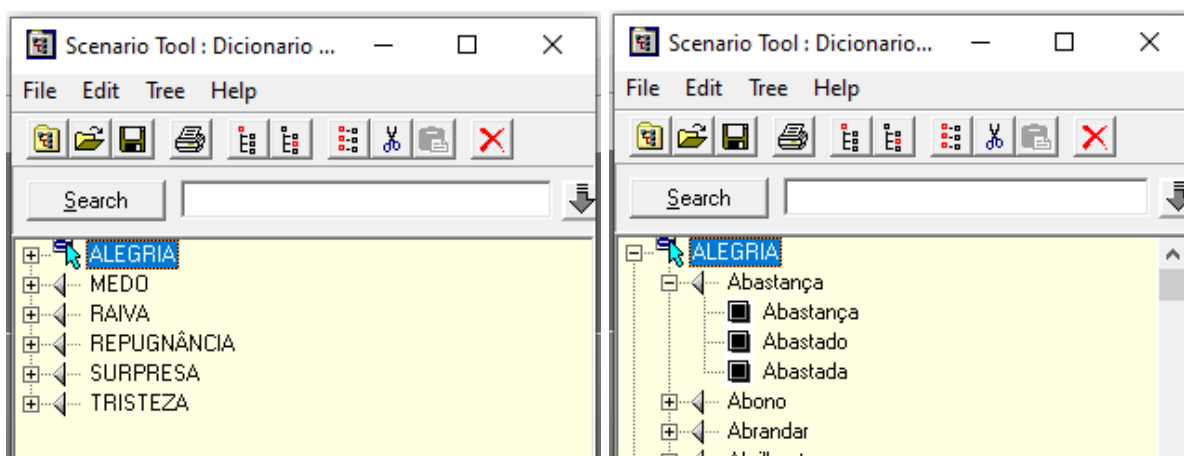 Scenario Tool : Dicionario ...
File Edit Tree Help
Search
ALEGRIA
MEDO
RAIVA
REPUGNÂNCIA
SURPRESA
TRISTEZA
Scenario Tool : Dicionario...
File Edit Tree Help
Search
ALEGRIA
Abastança
Abastança
Abastado
Abastada
Abono
Abrandar